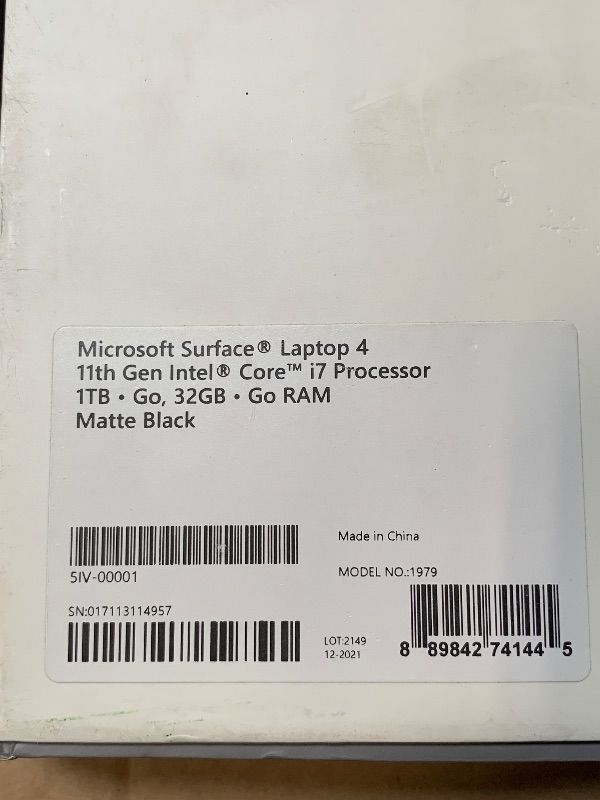 Microsoft Surface® Laptop 4
11th Gen Intel® Core™ i7 Processor
1TB • Go, 32GB • Go RAM
Matte Black
5IV-00001
Made in China
MODEL NO.:1979
SN:017113114957
LOT:2149
12-2021
8 89842 74144 5